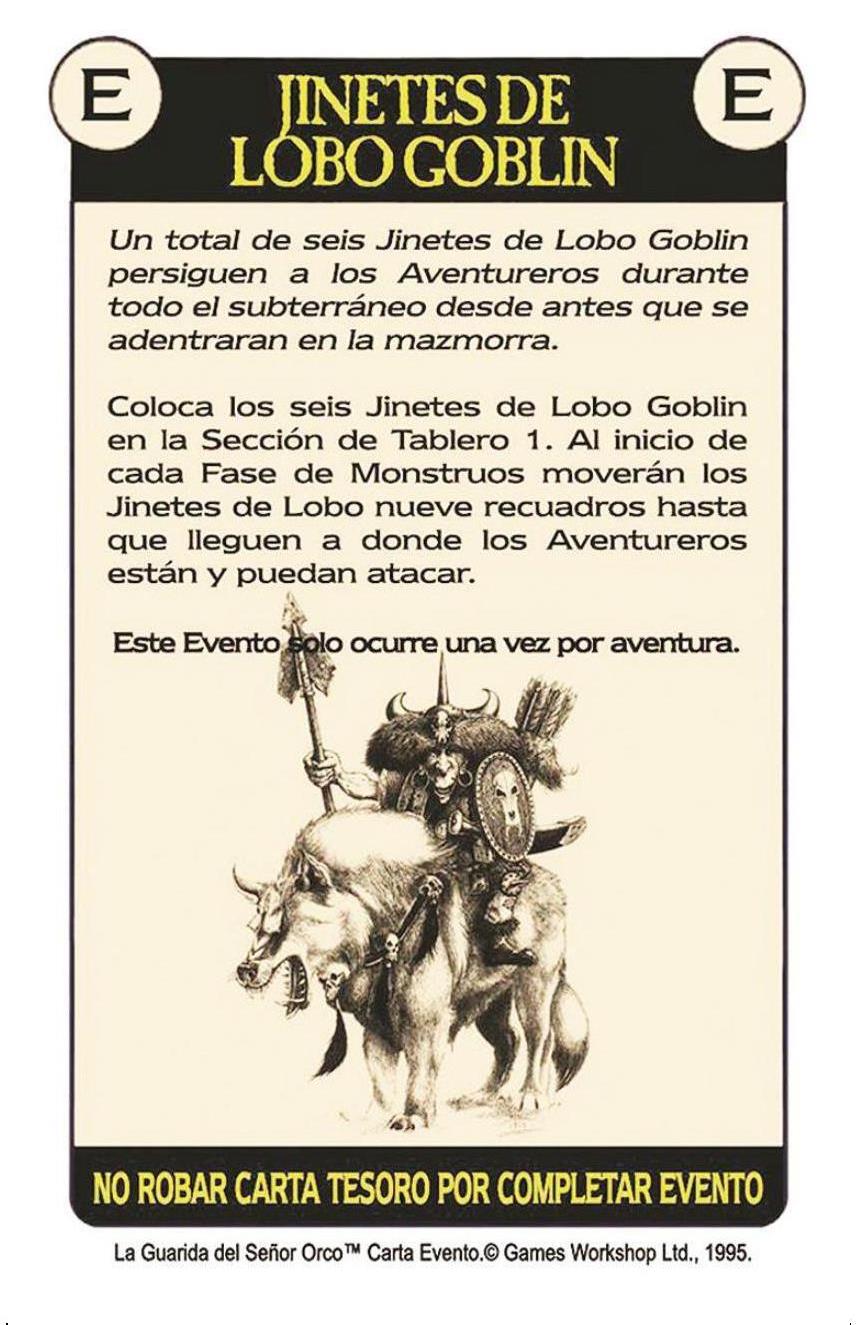 E E
JINETES DE
LOBO GOBLIN
Un total de seis Jinetes de Lobo Goblin
persiguen a los Aventureros durante
todo el subterráneo desde antes que se
adentraran en la mazmorra.
Coloca los seis Jinetes de Lobo Goblin
en la Sección de Tablero 1. Al inicio de
cada Fase de Monstruos moverán los
Jinetes de Lobo nueve recuadros hasta
que lleguen a donde los Aventureros
están y puedan atacar.
Este Evento solo ocurre una vez por aventura.
NO ROBAR CARTA TESORO POR COMPLETAR EVENTO
La Guarida del Señor Orco™ Carta Evento.© Games Workshop Ltd., 1995.